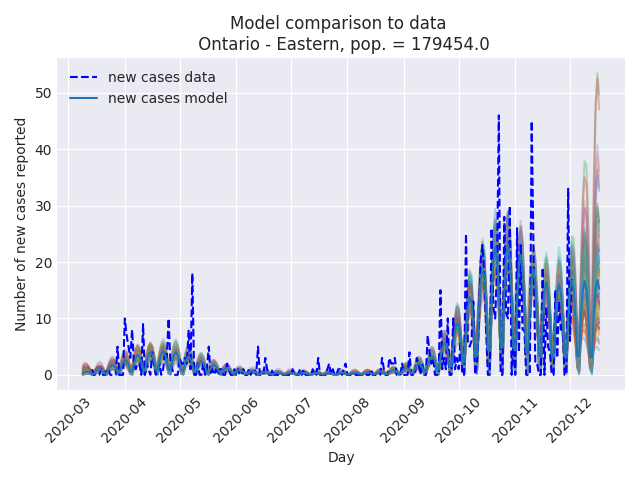 Model comparison to data
Ontario - Eastern, pop. = 179454.0
new cases data
new cases model
Number of new cases reported
50
40
30
20
10
0
2020-03
2020-04
2020-05
2020-06
2020-07
2020-08
2020-09
2020-10
2020-11
2020-12
Day